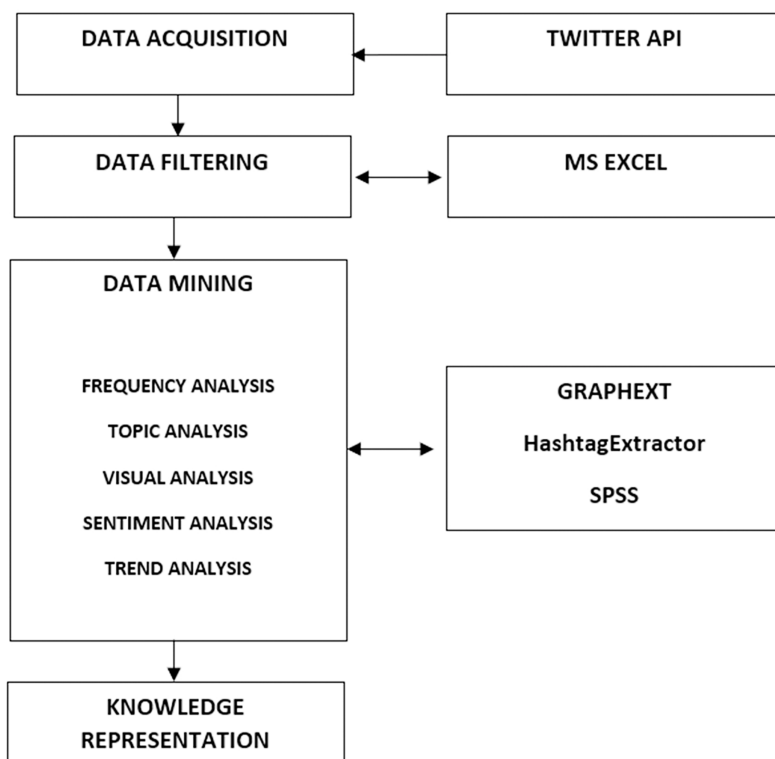 DATA ACQUISITION
TWITTER API
DATA FILTERING
MS EXCEL
DATA MINING
FREQUENCY ANALYSIS
TOPIC ANALYSIS
VISUAL ANALYSIS
SENTIMENT ANALYSIS
TREND ANALYSIS
GRAPHEXT
HashtagExtractor
SPSS
KNOWLEDGE
REPRESENTATION